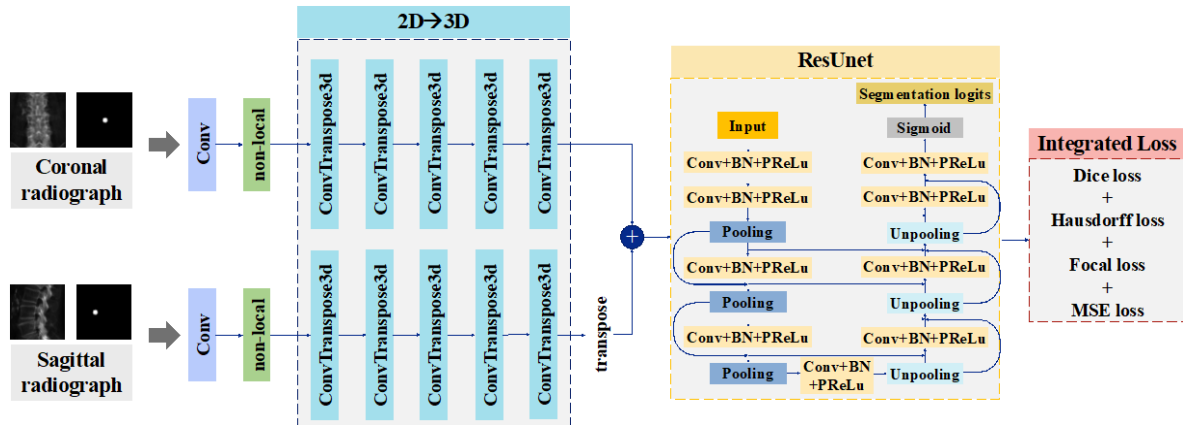 2D→3D
ConvTranspose3d
ConvTranspose3d
ConvTranspose3d
ConvTranspose3d
ConvTranspose3d
Coronal
radiograph
Conv
non-local
Sagittal
radiograph
Conv
non-local
ConvTranspose3d
ConvTranspose3d
ConvTranspose3d
ConvTranspose3d
ConvTranspose3d
transpose
+
ResUnet
Input
Conv+BN+PReLu
Conv+BN+PReLu
Pooling
Conv+BN+PReLu
Pooling
Conv+BN+PReLu
Pooling
Conv+BN
+PReLu
Segmentation logits
Sigmoid
Conv+BN+PReLu
Conv+BN+PReLu
Unpooling
Conv+BN+PReLu
Unpooling
Conv+BN+PReLu
Unpooling
Integrated Loss
Dice loss
+
Hausdorff loss
+
Focal loss
+
MSE loss